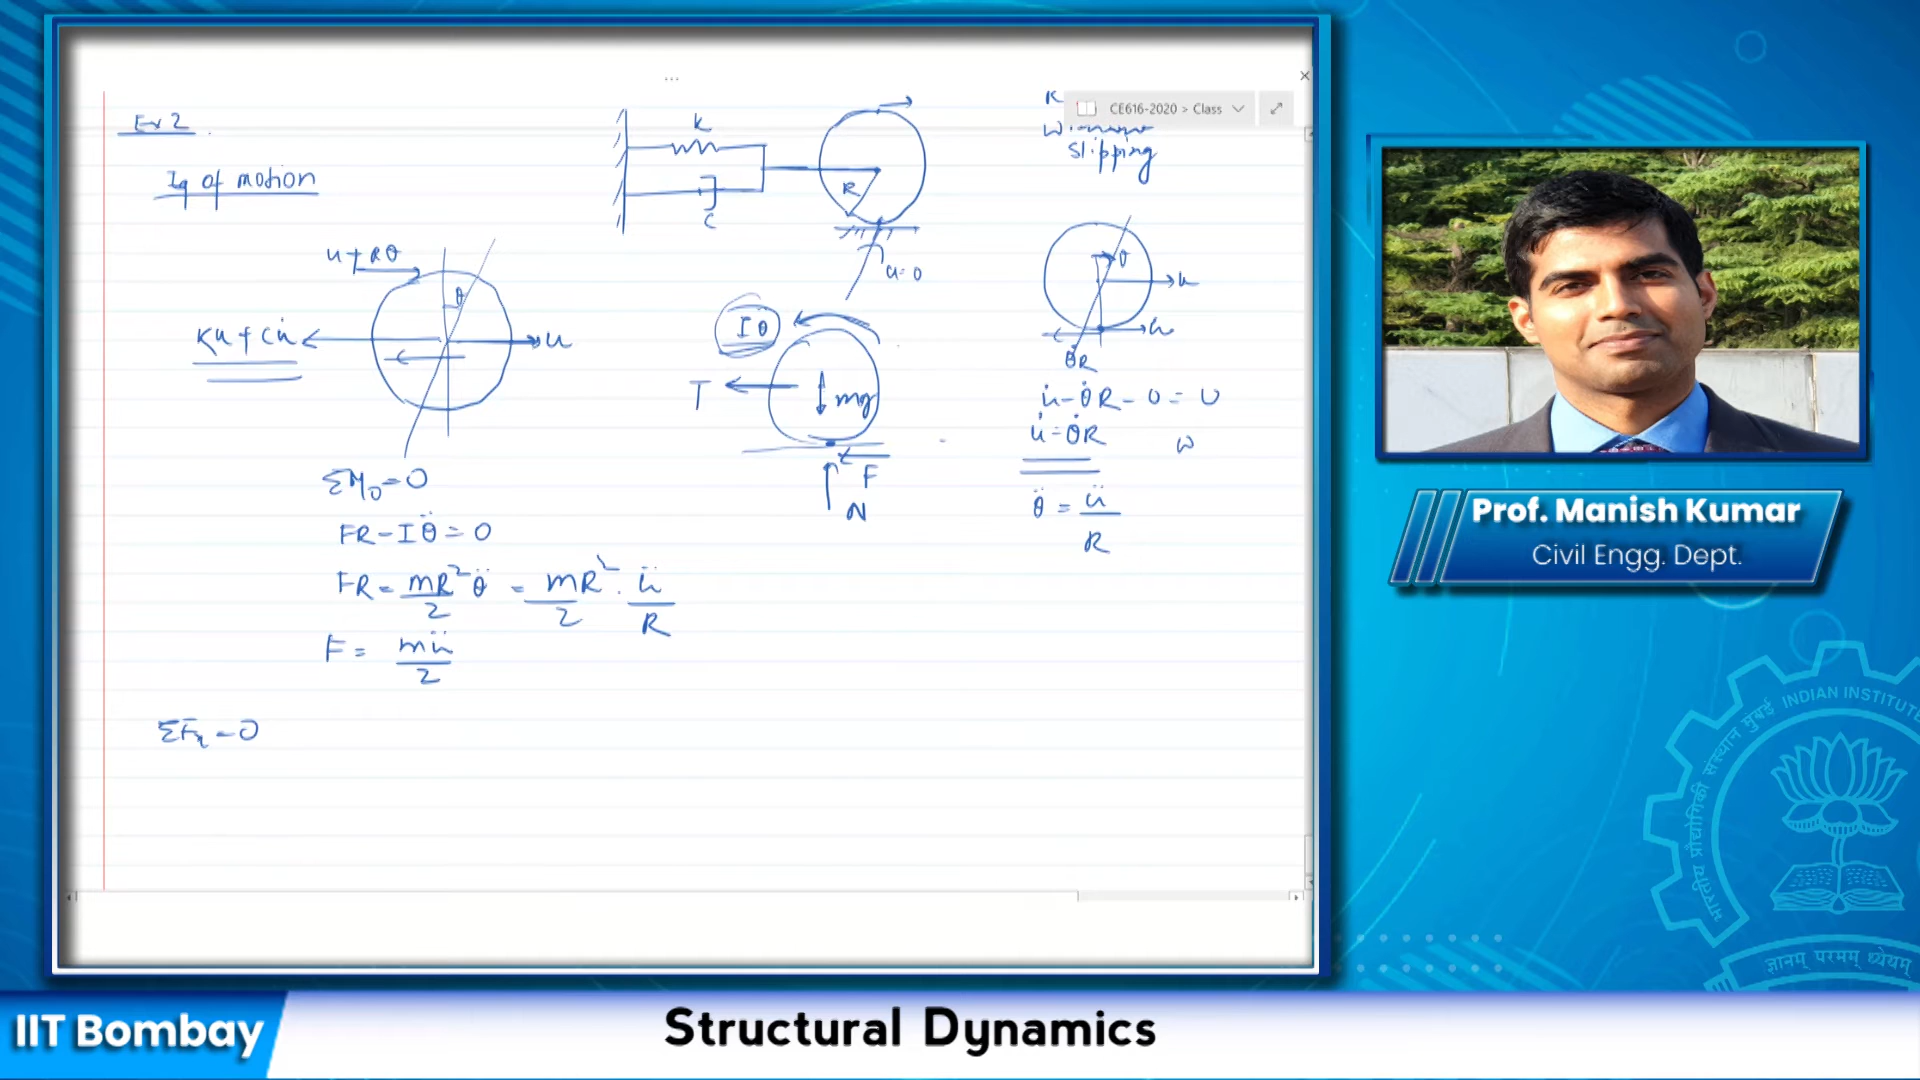 CE616-2020 > Class
Ex 2
Eq of motion
K
C
R
u=0
slipping
u+Rθ
θ
Ku + Cu̇
u
Iθ̈
T
mg
F
N
θ
u
u̇
θ̇R
u̇-θ̇R-0=0
u̇=θ̇R
ω
θ̈ = ü/R
ΣM₀=0
FR-Iθ̈=0
FR = mR²/2 θ̈ = mR²/2 · ü/R
F = mü/2
ΣFₓ=0
Prof. Manish Kumar
Civil Engg. Dept.
INDIAN INSTITUTE
भारतीय प्रौद्योगिकी संस्थान मुंबई
ज्ञानम् परमम् ध्येयम्
IIT Bombay
Structural Dynamics